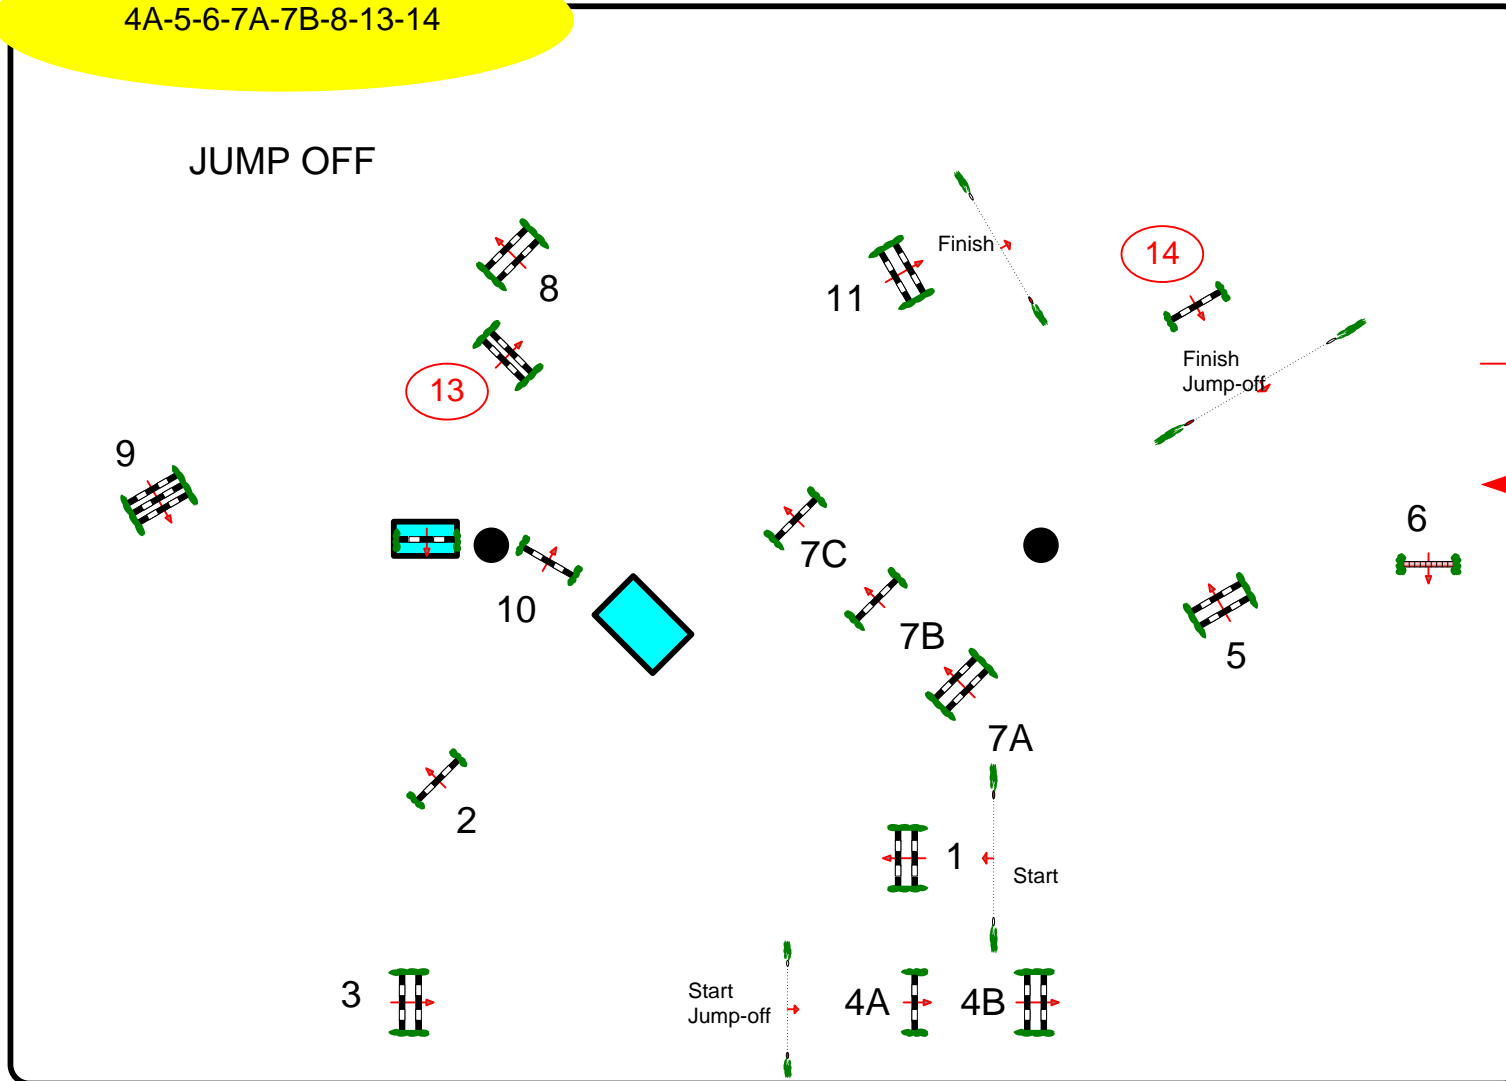 4A-5-6-7A-7B-8-13-14
JUMP OFF
8
11
Finish
14
13
Finish
Jump-off
9
7C
6
10
7B
5
7A
2
1
Start
3
Start
Jump-off
4A
4B